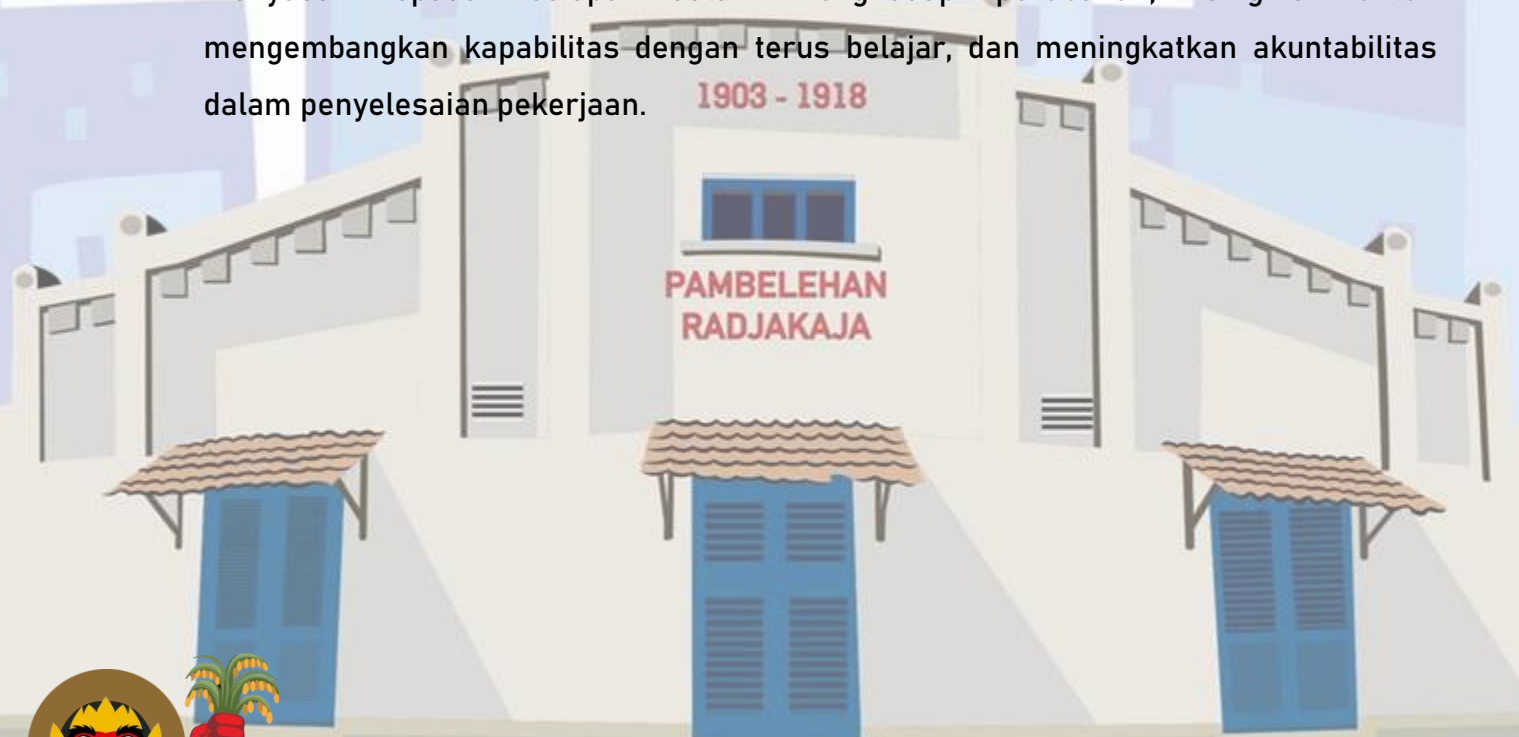 mengembangkan kapabilitas dengan terus belajar, dan meningkatkan akuntabilitas
dalam penyelesaian pekerjaan.
1903 - 1918
PAMBELEHAN
RADJAKAJA